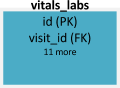 vitals_labs
id (PK)
visit_id (FK)
11 more